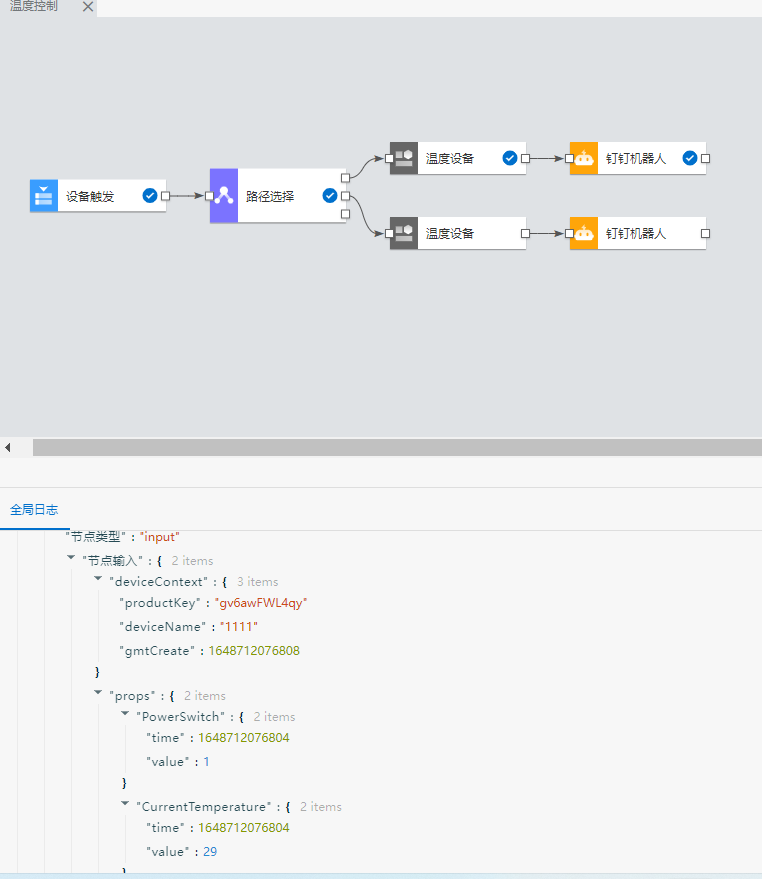 温度控制
设备触发
路径选择
温度设备
钉钉机器人
温度设备
钉钉机器人
全局日志
"节点类型" : "input"
"节点输入" : { 2 items
"deviceContext" : { 3 items
"productKey" : "gv6awFWL4qy"
"deviceName" : "1111"
"gmtCreate" : 1648712076808
}
"props" : { 2 items
"PowerSwitch" : { 2 items
"time" : 1648712076804
"value" : 1
}
"CurrentTemperature" : { 2 items
"time" : 1648712076804
"value" : 29
}